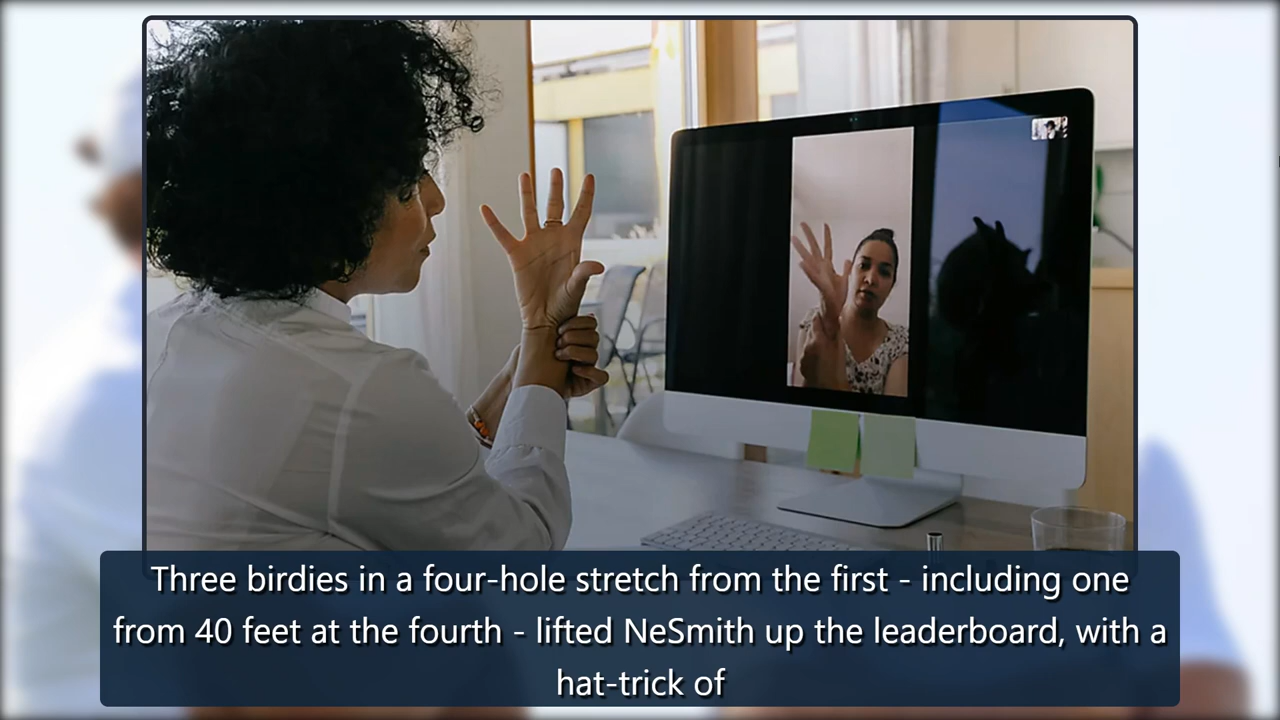 Three birdies in a four-hole stretch from the first - including one
from 40 feet at the fourth - lifted NeSmith up the leaderboard, with a
hat-trick of